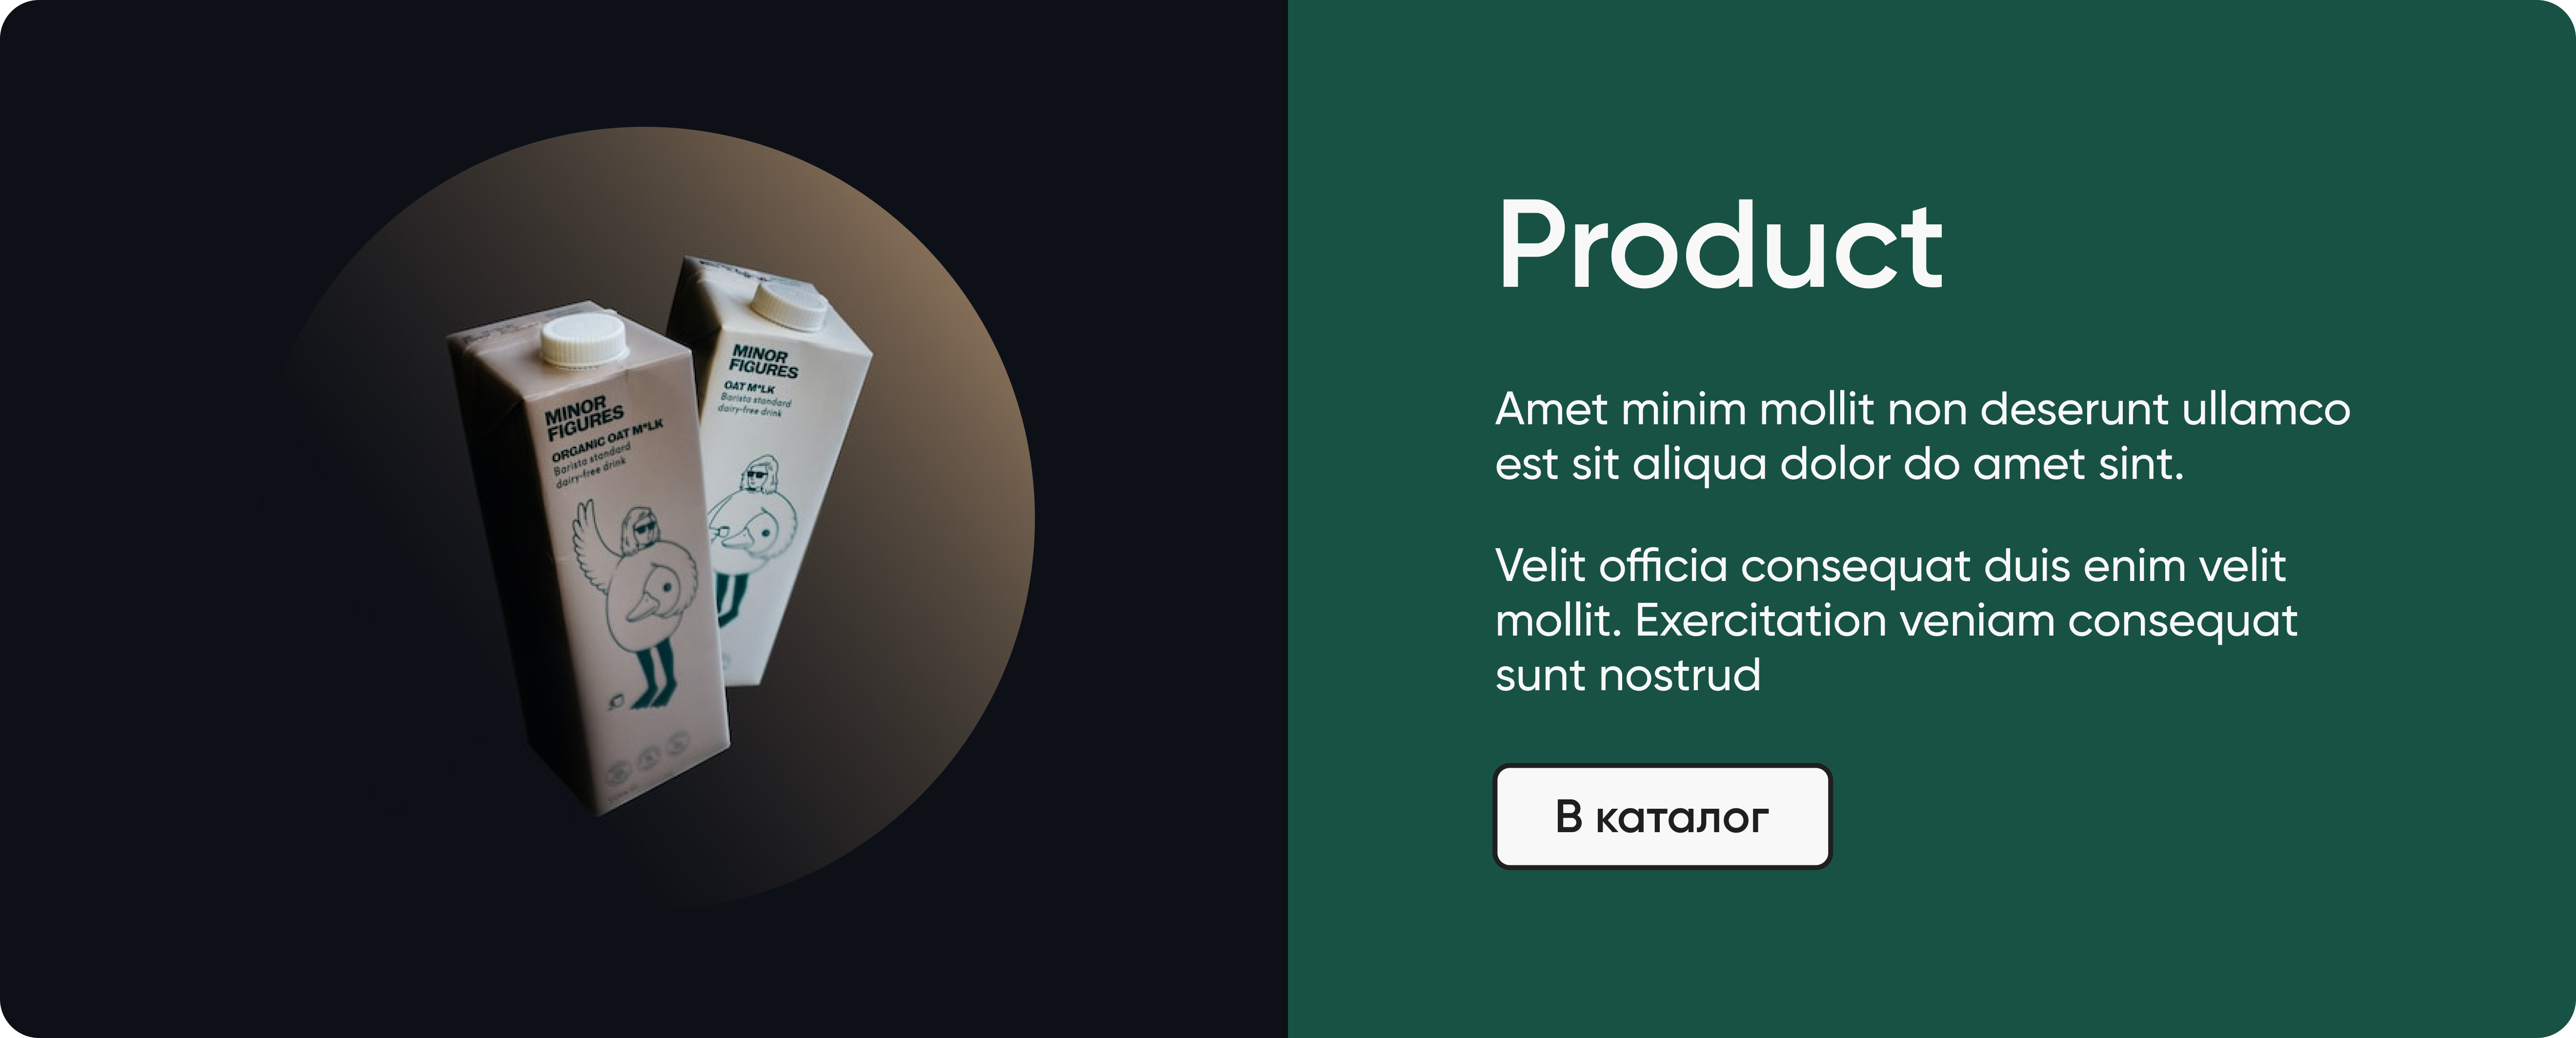 MINOR
FIGURES
ORGANIC OAT M*LK
Barista standard
dairy-free drink
MINOR
FIGURES
OAT M*LK
Barista standard
dairy-free drink
Product
Amet minim mollit non deserunt ullamco
est sit aliqua dolor do amet sint.
Velit officia consequat duis enim velit
mollit. Exercitation veniam consequat
sunt nostrud
В каталог